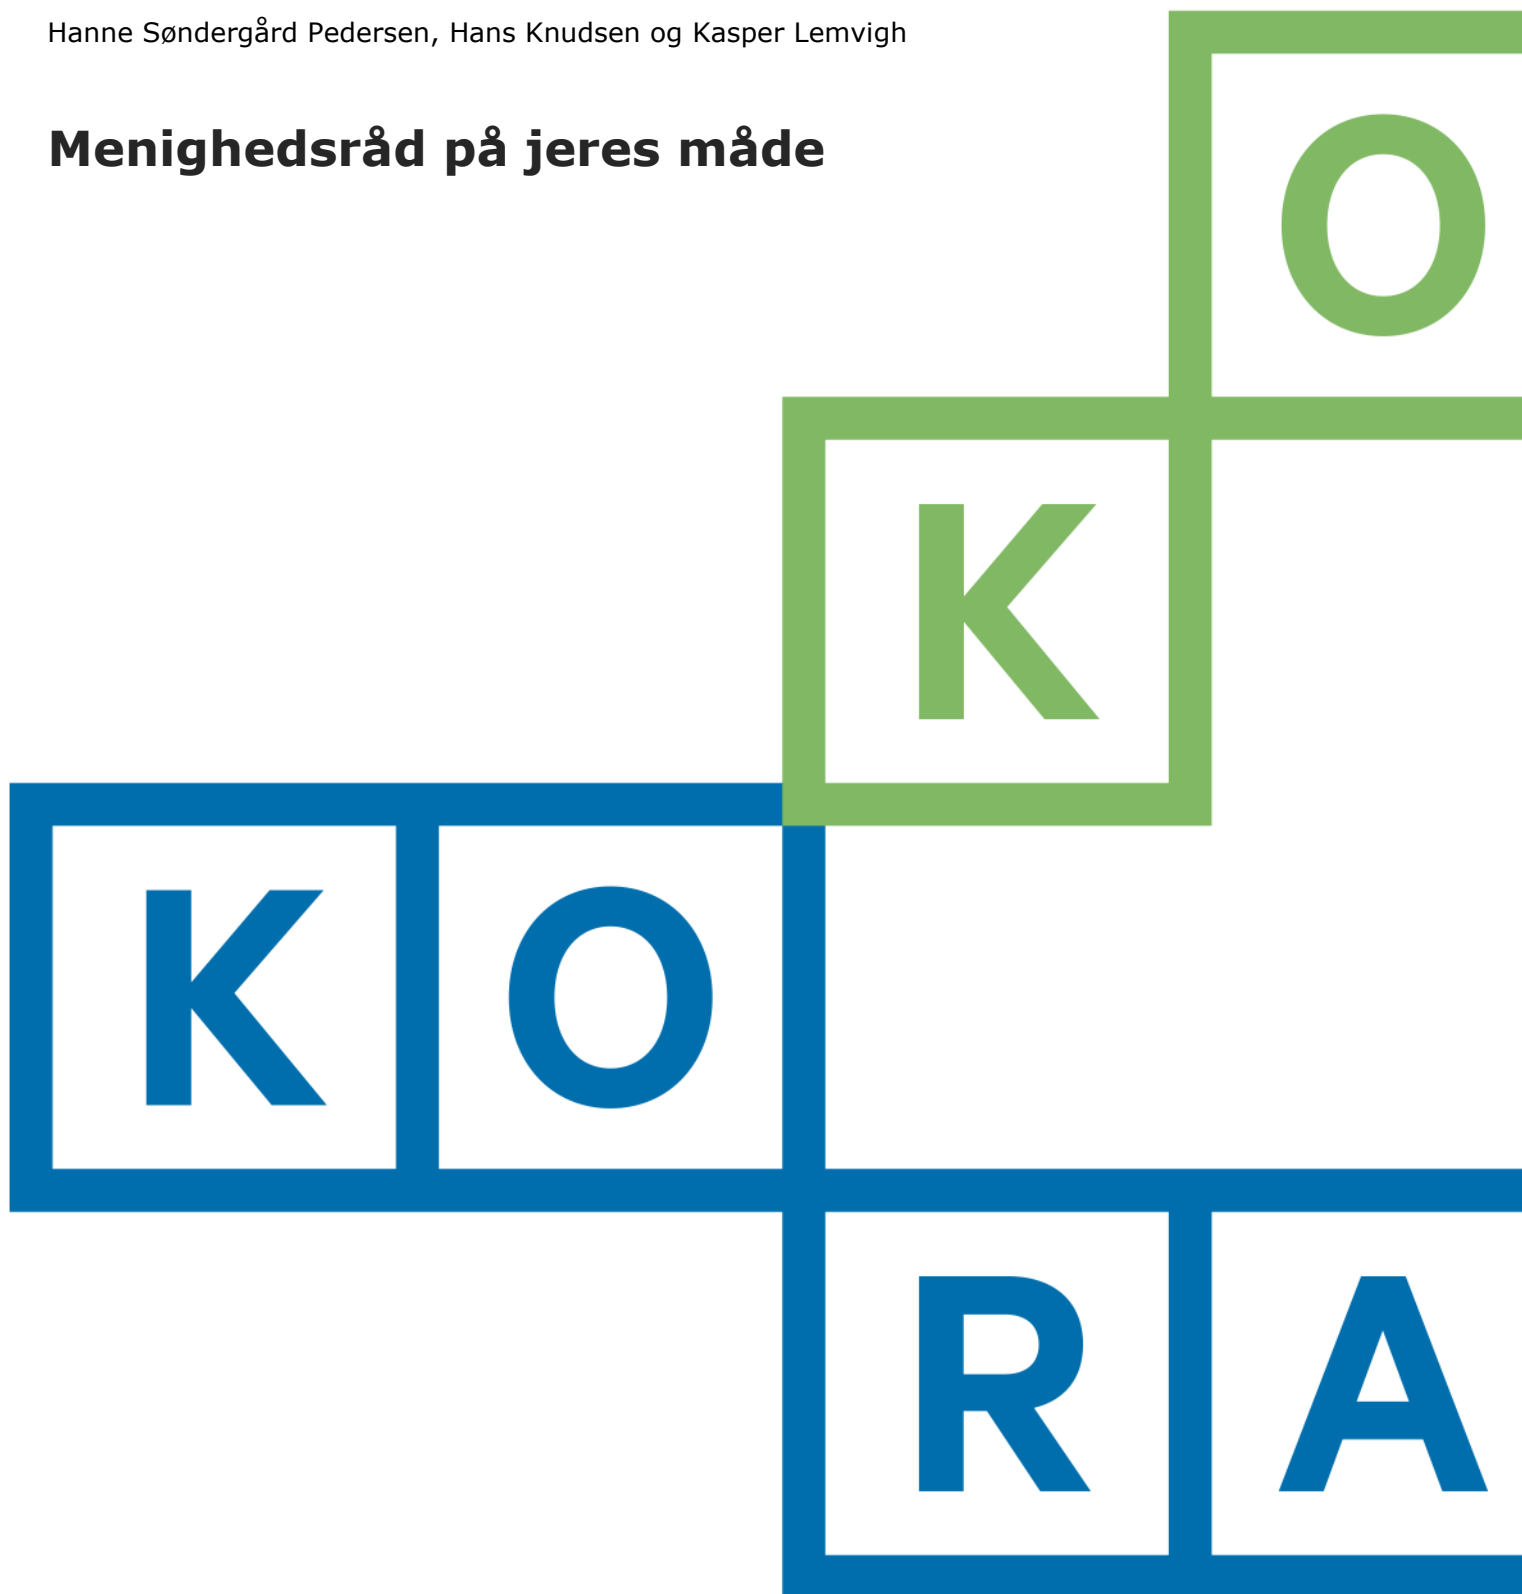 Hanne Søndergård Pedersen, Hans Knudsen og Kasper Lemvigh
Menighedsråd på jeres måde
O
K
K O
R A